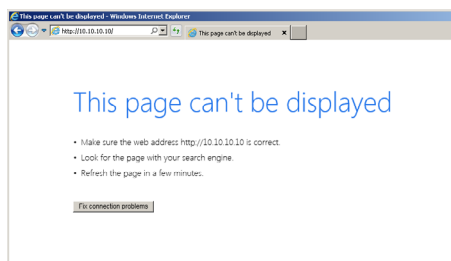 This page can't be displayed - Windows Internet Explorer
http://10.10.10.10/
This page can't be displayed
This page can't be displayed
• Make sure the web address http://10.10.10.10 is correct.
• Look for the page with your search engine.
• Refresh the page in a few minutes.
Fix connection problems